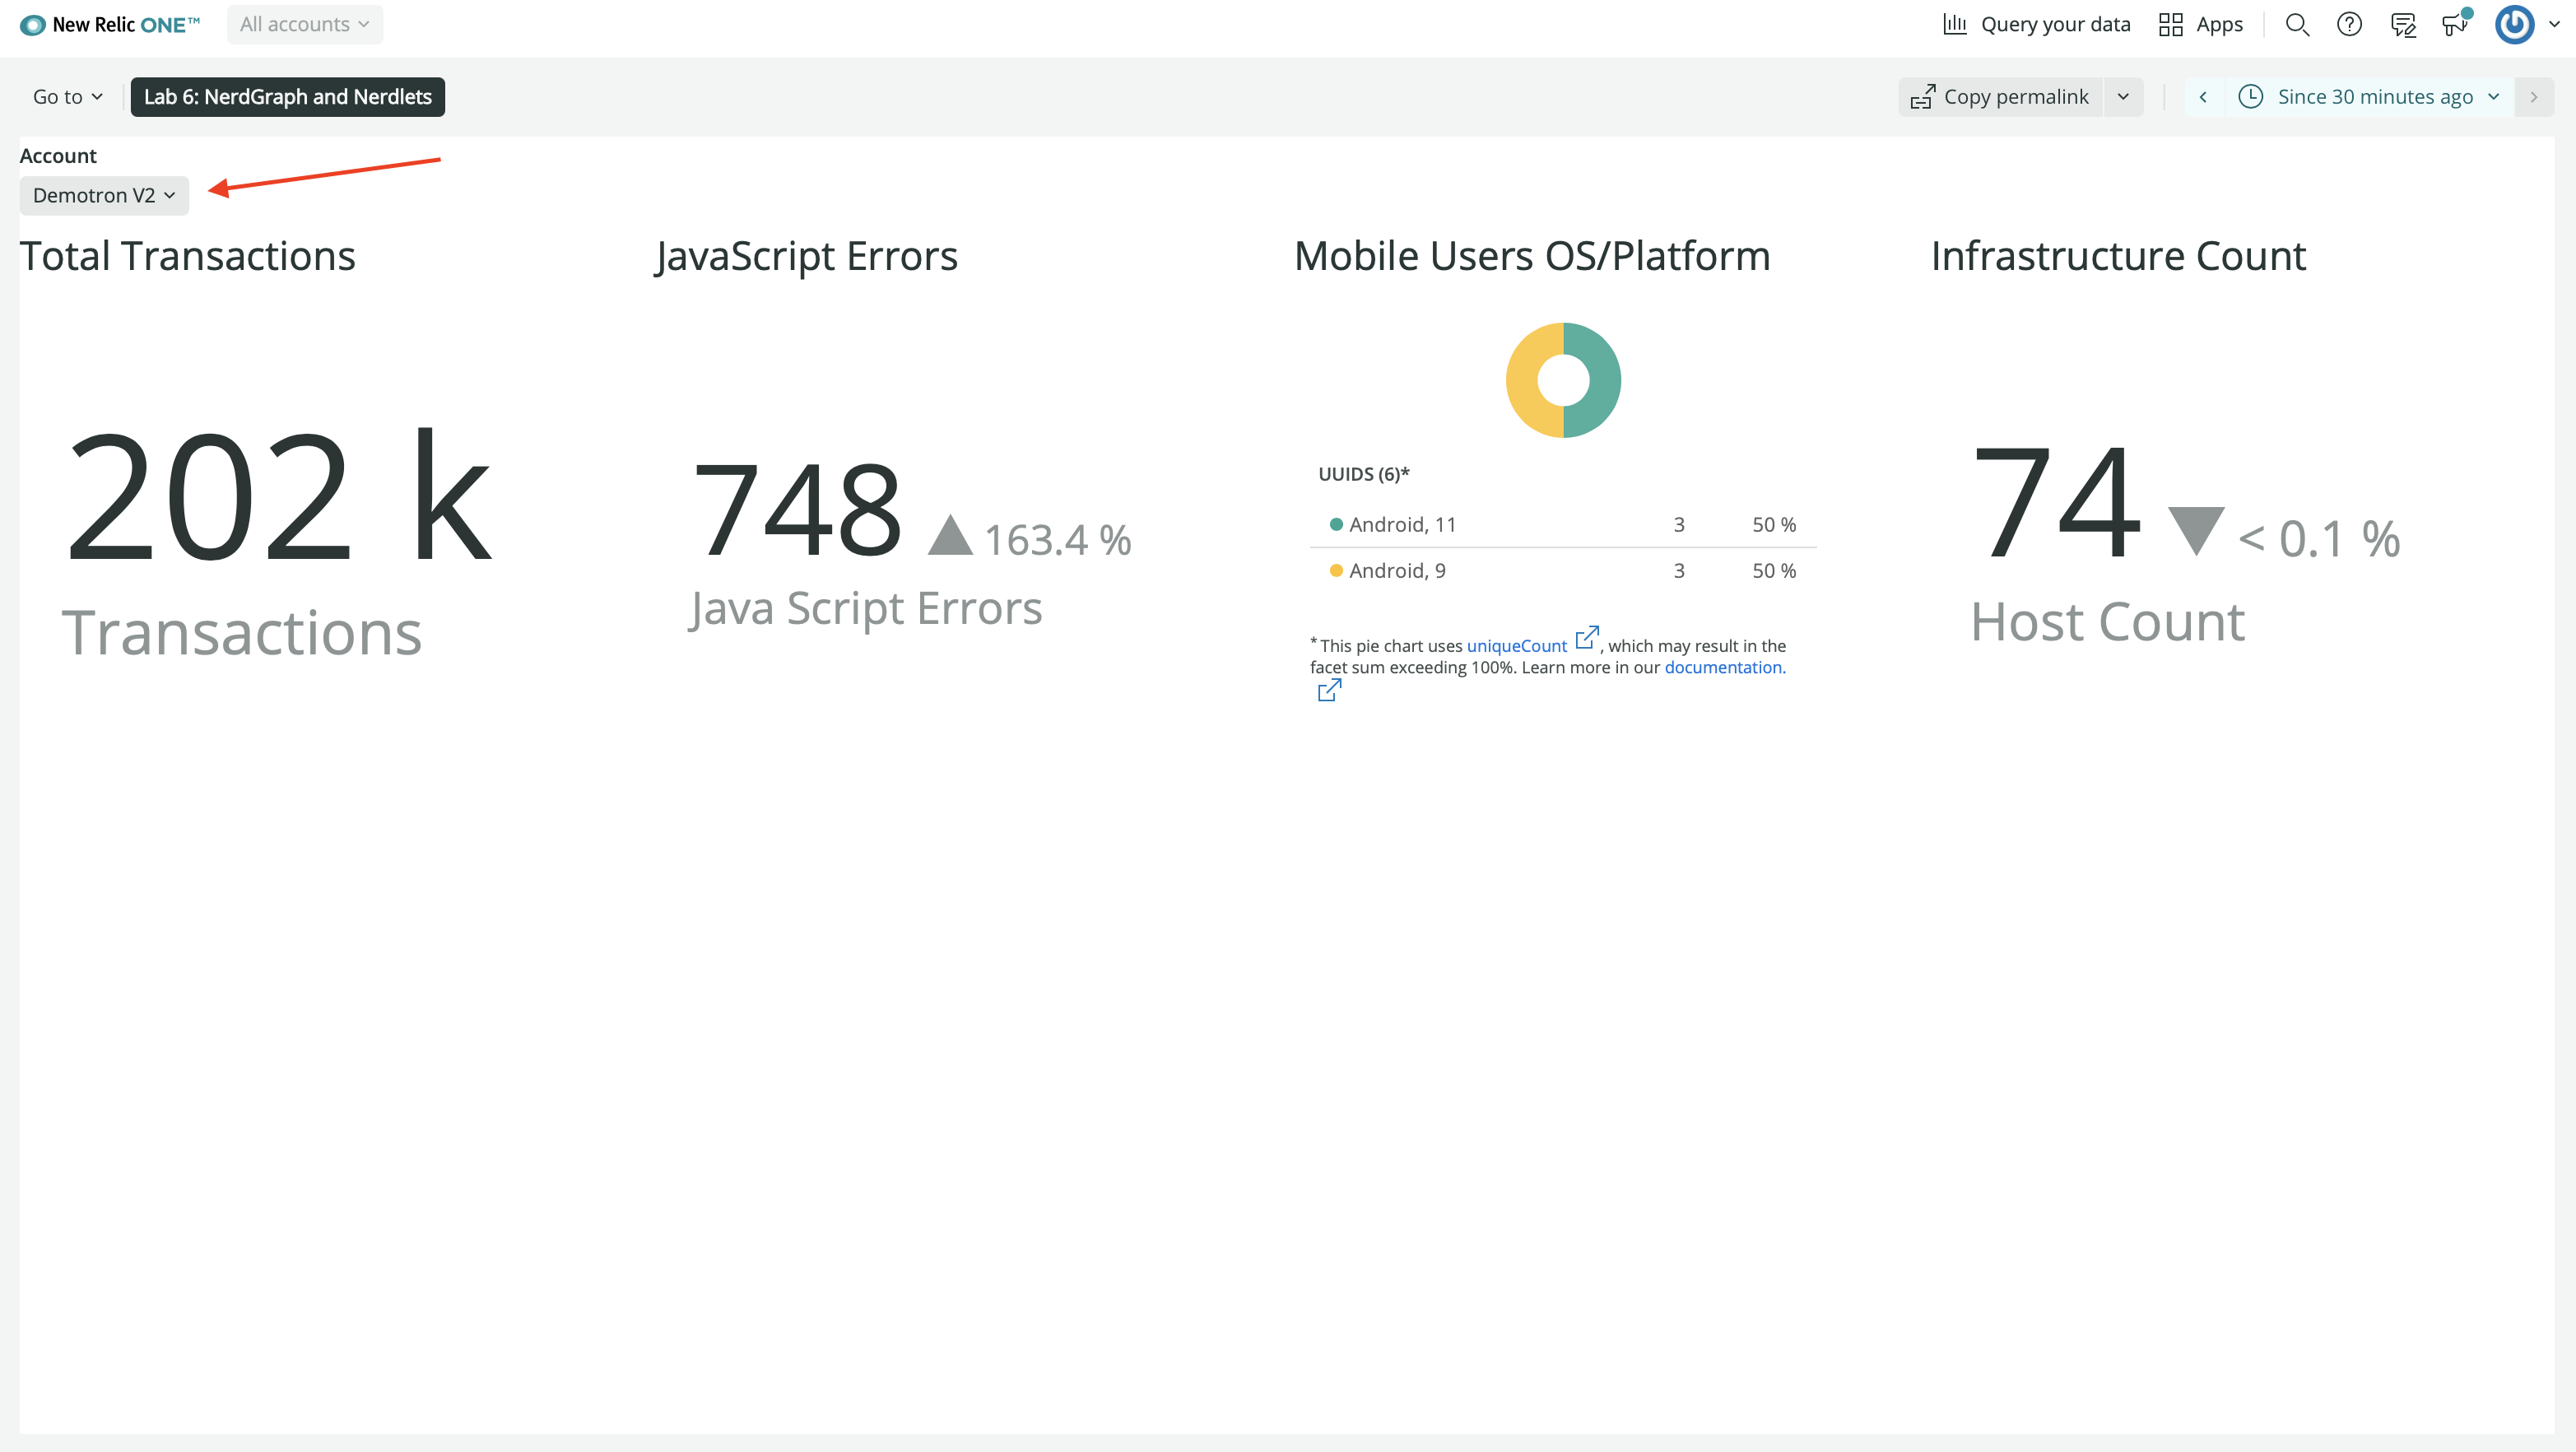 New Relic ONE™
All accounts
Query your data
Apps
Go to
Lab 6: NerdGraph and Nerdlets
Copy permalink
Since 30 minutes ago
Account
Demotron V2
Total Transactions
202 k
Transactions
JavaScript Errors
748 163.4 %
Java Script Errors
Mobile Users OS/Platform
UUIDS (6)*
Android, 11 3 50 %
Android, 9 3 50 %
* This pie chart uses uniqueCount , which may result in the
facet sum exceeding 100%. Learn more in our documentation.
Infrastructure Count
74 < 0.1 %
Host Count